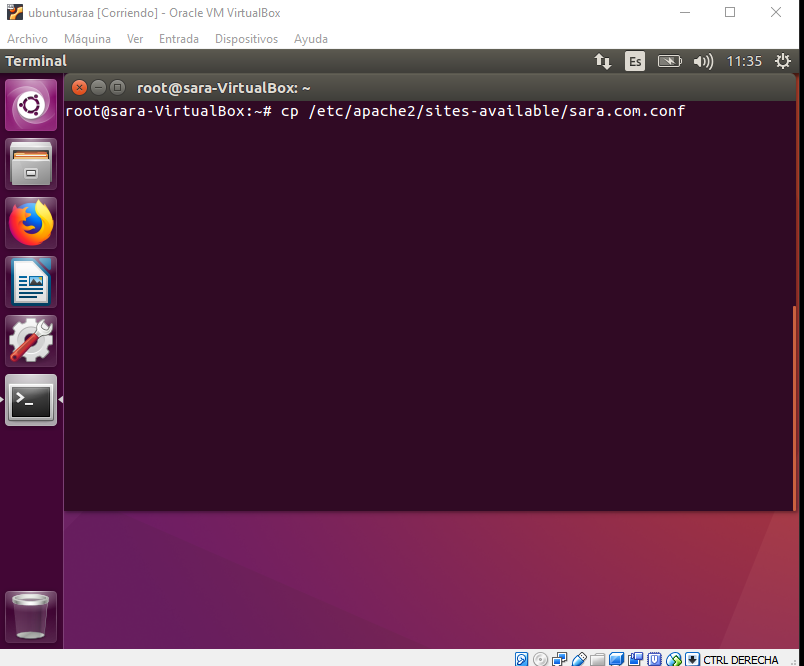 ubuntusaraa [Corriendo] - Oracle VM VirtualBox
Archivo Máquina Ver Entrada Dispositivos Ayuda
Terminal Es 11:35
root@sara-VirtualBox: ~
root@sara-VirtualBox:~# cp /etc/apache2/sites-available/sara.com.conf
>_
CTRL DERECHA